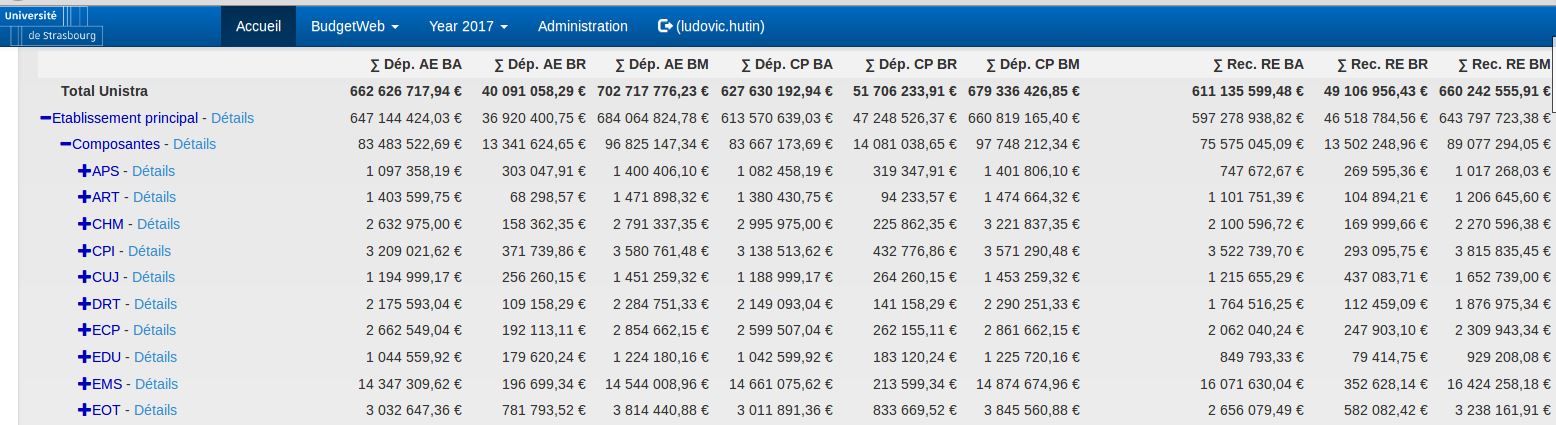 Université
de Strasbourg
Accueil BudgetWeb Year 2017 Administration (ludovic.hutin)
∑ Dép. AE BA ∑ Dép. AE BR ∑ Dép. AE BM ∑ Dép. CP BA ∑ Dép. CP BR ∑ Dép. CP BM ∑ Rec. RE BA ∑ Rec. RE BR ∑ Rec. RE BM
Total Unistra 662 626 717,94 € 40 091 058,29 € 702 717 776,23 € 627 630 192,94 € 51 706 233,91 € 679 336 426,85 € 611 135 599,48 € 49 106 956,43 € 660 242 555,91 €
Etablissement principal - Détails 647 144 424,03 € 36 920 400,75 € 684 064 824,78 € 613 570 639,03 € 47 248 526,37 € 660 819 165,40 € 597 278 938,82 € 46 518 784,56 € 643 797 723,38 €
Composantes - Détails 83 483 522,69 € 13 341 624,65 € 96 825 147,34 € 83 667 173,69 € 14 081 038,65 € 97 748 212,34 € 75 575 045,09 € 13 502 248,96 € 89 077 294,05 €
APS - Détails 1 097 358,19 € 303 047,91 € 1 400 406,10 € 1 082 458,19 € 319 347,91 € 1 401 806,10 € 747 672,67 € 269 595,36 € 1 017 268,03 €
ART - Détails 1 403 599,75 € 68 298,57 € 1 471 898,32 € 1 380 430,75 € 94 233,57 € 1 474 664,32 € 1 101 751,39 € 104 894,21 € 1 206 645,60 €
CHM - Détails 2 632 975,00 € 158 362,35 € 2 791 337,35 € 2 995 975,00 € 225 862,35 € 3 221 837,35 € 2 100 596,72 € 169 999,66 € 2 270 596,38 €
CPI - Détails 3 209 021,62 € 371 739,86 € 3 580 761,48 € 3 138 513,62 € 432 776,86 € 3 571 290,48 € 3 522 739,70 € 293 095,75 € 3 815 835,45 €
CUJ - Détails 1 194 999,17 € 256 260,15 € 1 451 259,32 € 1 188 999,17 € 264 260,15 € 1 453 259,32 € 1 215 655,29 € 437 083,71 € 1 652 739,00 €
DRT - Détails 2 175 593,04 € 109 158,29 € 2 284 751,33 € 2 149 093,04 € 141 158,29 € 2 290 251,33 € 1 764 516,25 € 112 459,09 € 1 876 975,34 €
ECP - Détails 2 662 549,04 € 192 113,11 € 2 854 662,15 € 2 599 507,04 € 262 155,11 € 2 861 662,15 € 2 062 040,24 € 247 903,10 € 2 309 943,34 €
EDU - Détails 1 044 559,92 € 179 620,24 € 1 224 180,16 € 1 042 599,92 € 183 120,24 € 1 225 720,16 € 849 793,33 € 79 414,75 € 929 208,08 €
EMS - Détails 14 347 309,62 € 196 699,34 € 14 544 008,96 € 14 661 075,62 € 213 599,34 € 14 874 674,96 € 16 071 630,04 € 352 628,14 € 16 424 258,18 €
EOT - Détails 3 032 647,36 € 781 793,52 € 3 814 440,88 € 3 011 891,36 € 833 669,52 € 3 845 560,88 € 2 656 079,49 € 582 082,42 € 3 238 161,91 €